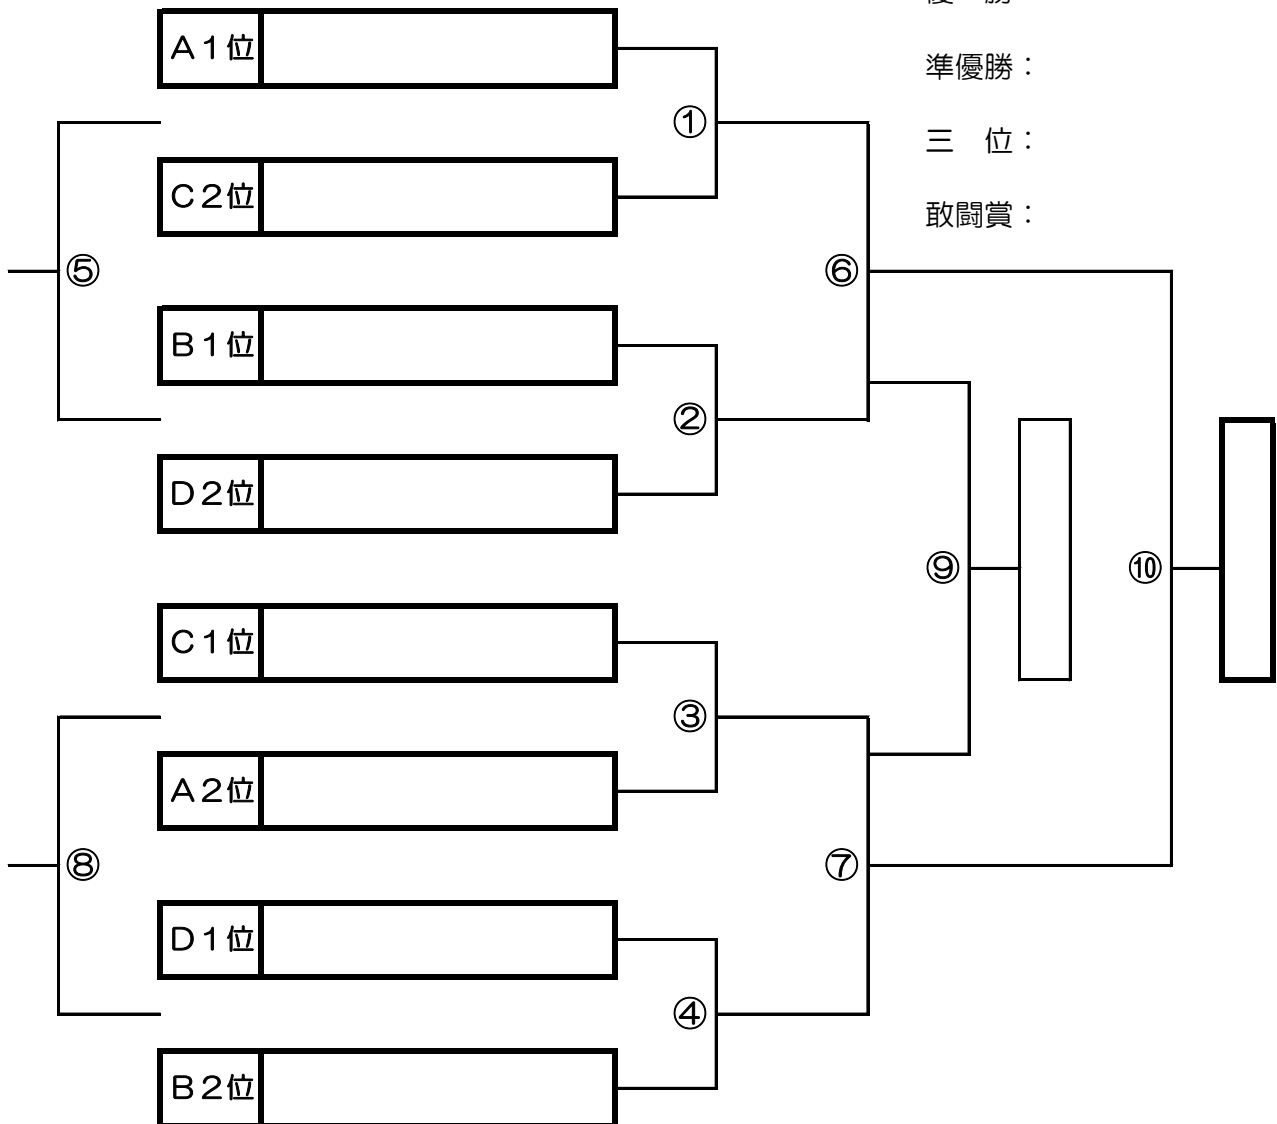 優　勝
A1位
準優勝：
①
三　位：
C2位
敢闘賞：
⑤
⑥
B1位
②
D2位
⑨
⑩
C1位
③
A2位
⑧
⑦
D1位
④
B2位